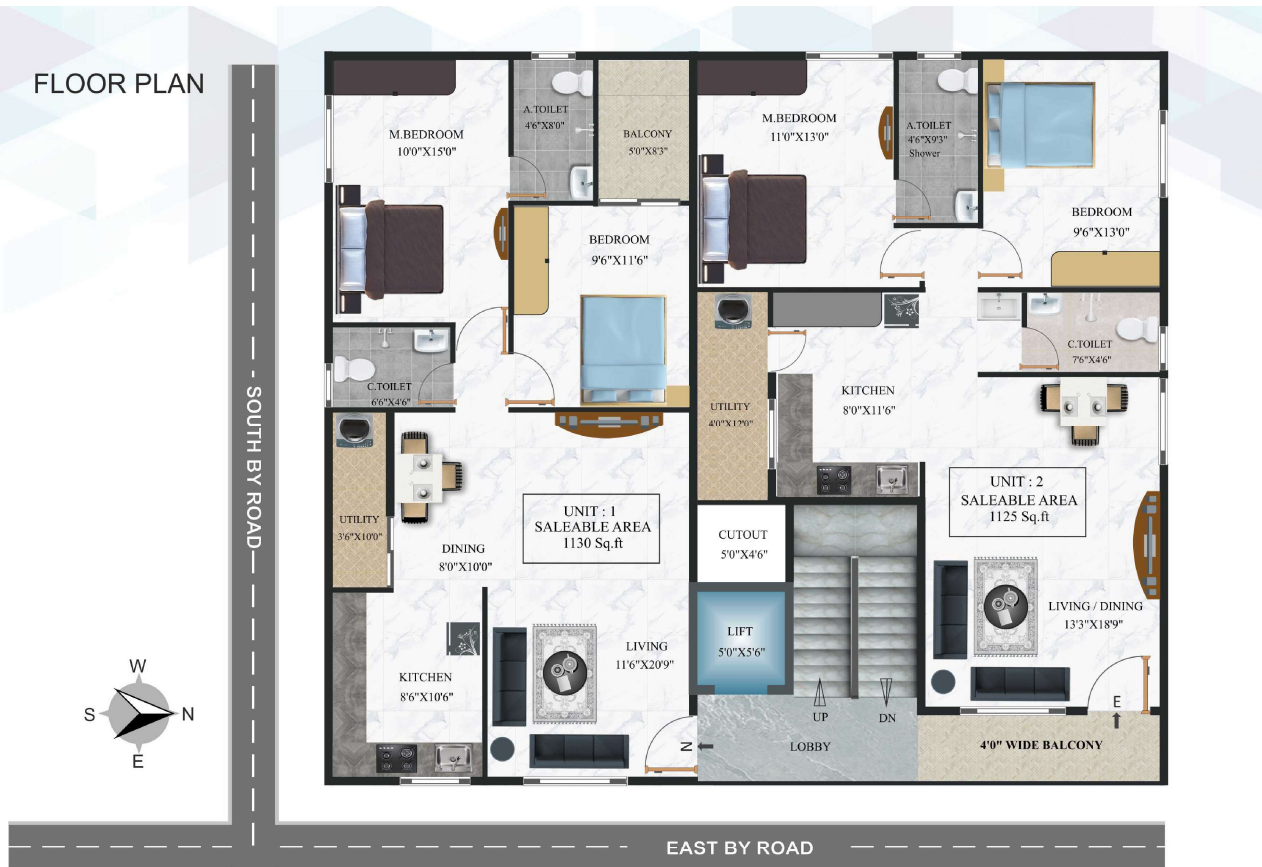 FLOOR PLAN
SOUTH BY ROAD
EAST BY ROAD
W
S
N
E
M.BEDROOM
10'0"X15'0"
A.TOILET
4'6"X8'0"
BALCONY
5'0"X8'3"
BEDROOM
9'6"X11'6"
C.TOILET
6'6"X4'6"
UTILITY
3'6"X10'0"
DINING
8'0"X10'0"
UNIT : 1
SALEABLE AREA
1130 Sq.ft
KITCHEN
8'6"X10'6"
LIVING
11'6"X20'9"
N
M.BEDROOM
11'0"X13'0"
A.TOILET
4'6"X9'3"
Shower
BEDROOM
9'6"X13'0"
C.TOILET
7'6"X4'6"
UTILITY
4'0"X12'0"
KITCHEN
8'0"X11'6"
UNIT : 2
SALEABLE AREA
1125 Sq.ft
CUTOUT
5'0"X4'6"
LIFT
5'0"X5'6"
LIVING / DINING
13'3"X18'9"
UP
DN
LOBBY
E
4'0" WIDE BALCONY